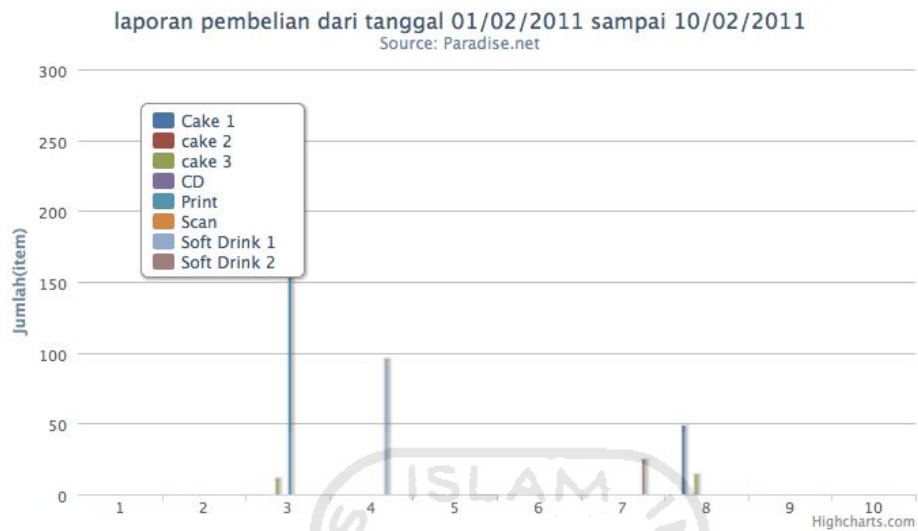 laporan pembelian dari tanggal 01/02/2011 sampai 10/02/2011
Source: Paradise.net
Jumlah(item)
300
250
200
150
100
50
0
Cake 1
cake 2
cake 3
CD
Print
Scan
Soft Drink 1
Soft Drink 2
1 2 3 4 5 6 7 8 9 10
ISLAM
Highcharts.com